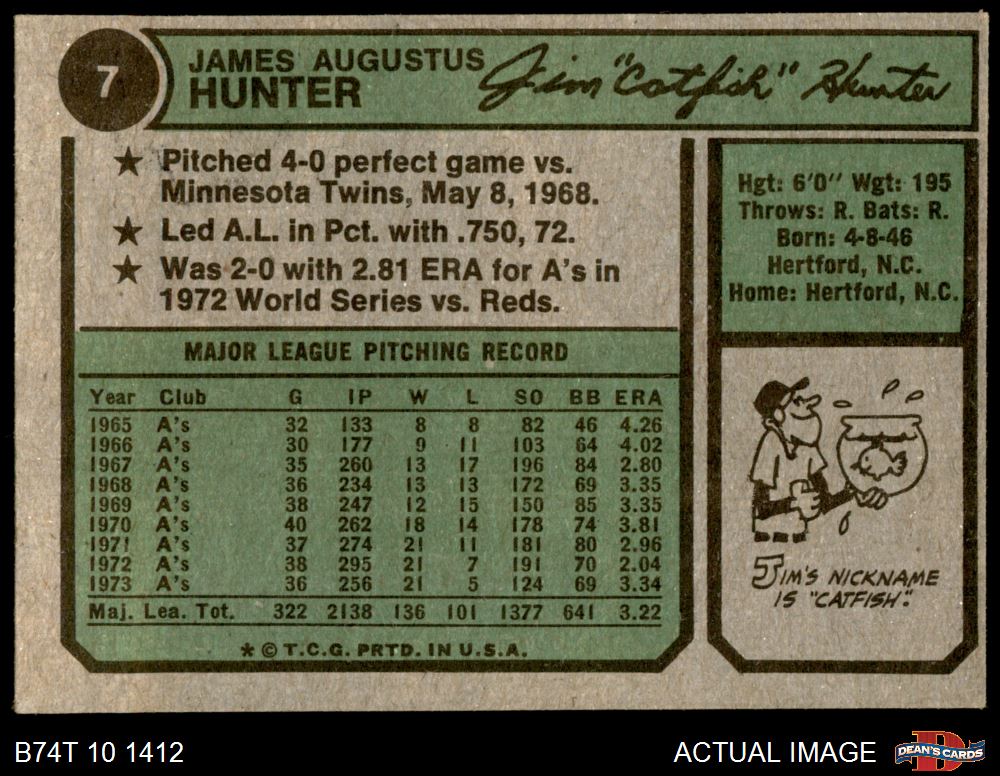 7
JAMES AUGUSTUS
HUNTER
Jim "Catfish" Hunter
★ Pitched 4-0 perfect game vs.
Minnesota Twins, May 8, 1968.
★ Led A.L. in Pct. with .750, 72.
★ Was 2-0 with 2.81 ERA for A's in
1972 World Series vs. Reds.
Hgt: 6'0" Wgt: 195
Throws: R. Bats: R.
Born: 4-8-46
Hertford, N.C.
Home: Hertford, N.C.
MAJOR LEAGUE PITCHING RECORD
Year Club G IP W L SO BB ERA
1965 A's 32 133 8 8 82 46 4.26
1966 A's 30 177 9 11 103 64 4.02
1967 A's 35 260 13 17 196 84 2.80
1968 A's 36 234 13 13 172 69 3.35
1969 A's 38 247 12 15 150 85 3.35
1970 A's 40 262 18 14 178 74 3.81
1971 A's 37 274 21 11 181 80 2.96
1972 A's 38 295 21 7 191 70 2.04
1973 A's 36 256 21 5 124 69 3.34
Maj. Lea. Tot. 322 2138 136 101 1377 641 3.22
* © T.C.G. PRTD. IN U.S.A.
JIM'S NICKNAME
IS "CATFISH".
B74T 10 1412
ACTUAL IMAGE
DEAN'S CARDS